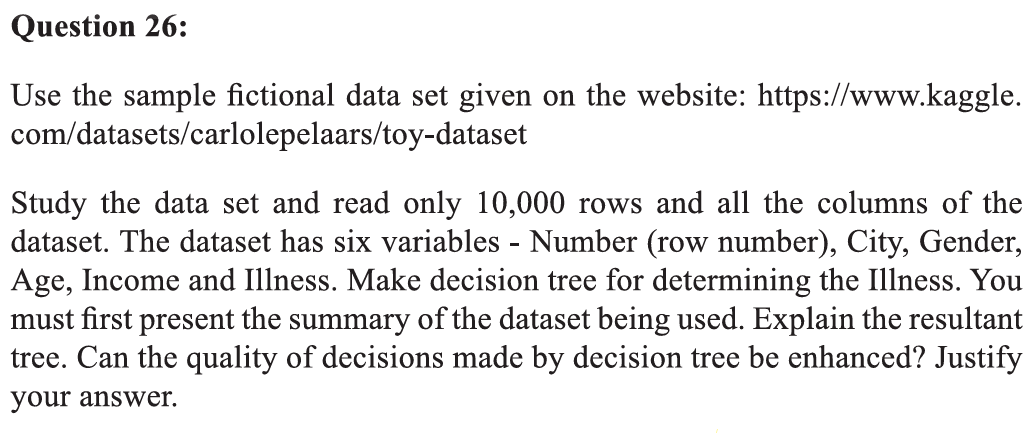 Question 26:
Use the sample fictional data set given on the website: https://www.kaggle.
com/datasets/carlolepelaars/toy-dataset
Study the data set and read only 10,000 rows and all the columns of the
dataset. The dataset has six variables - Number (row number), City, Gender,
Age, Income and Illness. Make decision tree for determining the Illness. You
must first present the summary of the dataset being used. Explain the resultant
tree. Can the quality of decisions made by decision tree be enhanced? Justify
your answer.